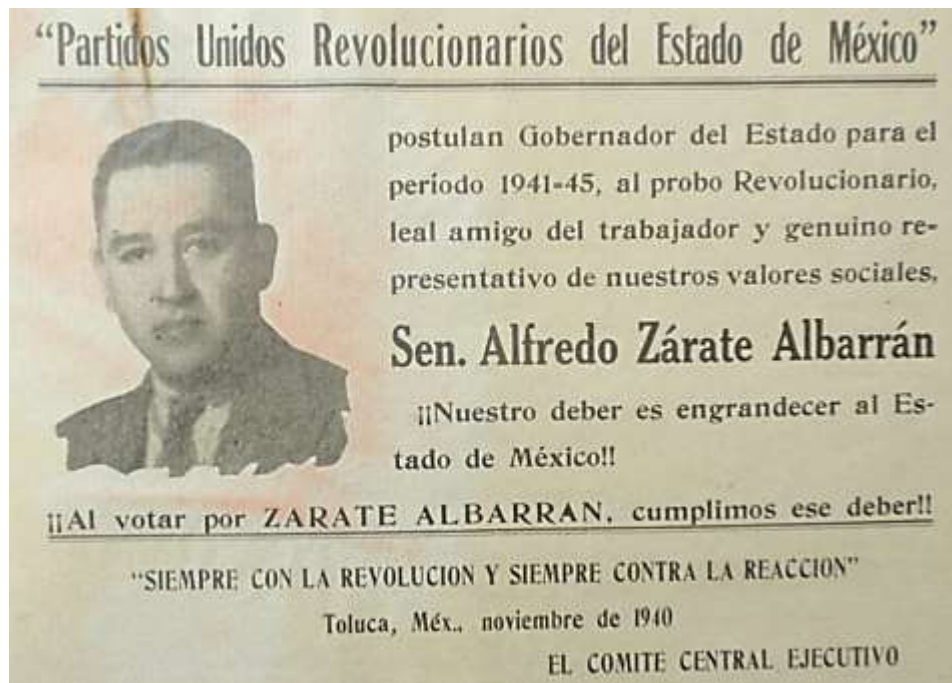 “Partidos Unidos Revolucionarios del Estado de México”
postulan Gobernador del Estado para el
período 1941-45, al probo Revolucionario,
leal amigo del trabajador y genuino re-
presentativo de nuestros valores sociales,
Sen. Alfredo Zárate Albarrán
¡¡Nuestro deber es engrandecer al Es-
tado de México!!
¡¡Al votar por ZARATE ALBARRAN, cumplimos ese deber!!
“SIEMPRE CON LA REVOLUCION Y SIEMPRE CONTRA LA REACCION”
Toluca, Méx., noviembre de 1940
EL COMITE CENTRAL EJECUTIVO